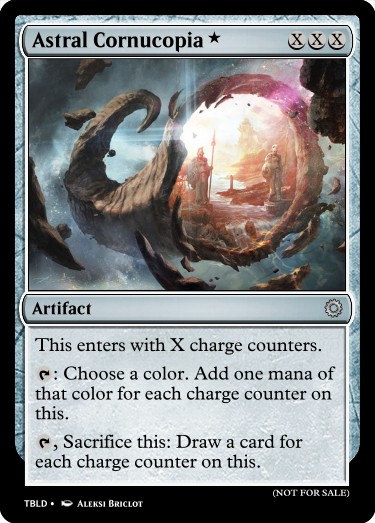 Astral Cornucopia★ XXX
Artifact
This enters with X charge counters.
: Choose a color. Add one mana of
that color for each charge counter on
this.
, Sacrifice this: Draw a card for
each charge counter on this.
(NOT FOR SALE)
TBLD • Aleksi Briclot